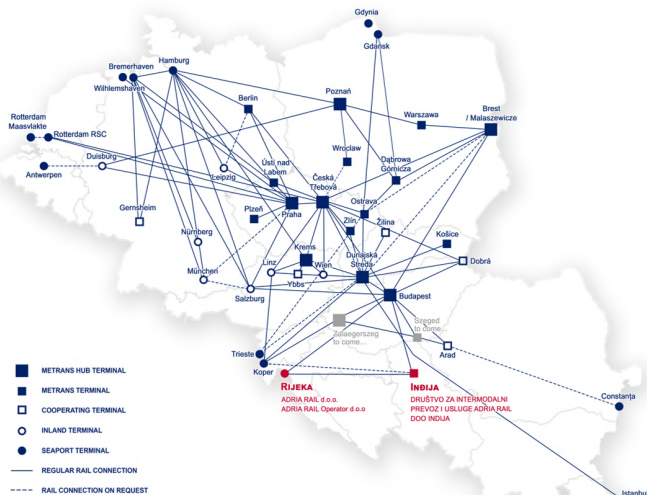 Gdynia
Gdańsk
Hamburg
Bremerhaven
Wilhlemshaven
Berlin
Poznań
Warszawa
Brest
/ Malaszewicze
Rotterdam
Maasvlakte
Rotterdam RSC
Duisburg
Antwerpen
Leipzig
Ústí nad
Labem
Česká
Třebová
Wroclaw
Dąbrowa
Górnicza
Gernsheim
Plzeň
Praha
Ostrava
Zlín
Žilina
Nürnberg
Košice
Krems
Dunajská
Streda
Linz
Wien
Dobrá
München
Ybbs
Salzburg
Budapest
Zalaegerszeg
to come...
Szeged
to come...
Arad
Trieste
Koper
Constanța
RIJEKA
ADRIA RAIL d.o.o.
ADRIA RAIL Operator d.o.o
INĐIJA
DRUŠTVO ZA INTERMODALNI
PREVOZ I USLUGE ADRIA RAIL
DOO INDIJA
METRANS HUB TERMINAL
METRANS TERMINAL
COOPERATING TERMINAL
INLAND TERMINAL
SEAPORT TERMINAL
REGULAR RAIL CONNECTION
RAIL CONNECTION ON REQUEST
Istanbul